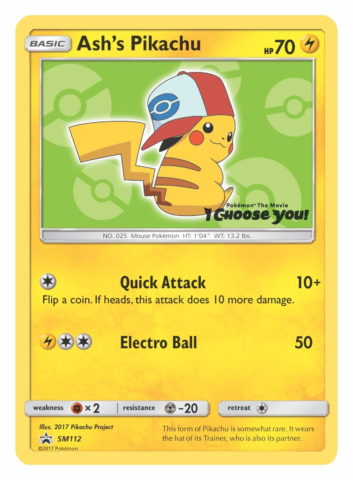 BASIC Ash's Pikachu HP70
Pokémon® The Movie
I Choose You!
NO. 025 Mouse Pokémon HT: 1'04" WT: 13.2 lbs.
Quick Attack 10+
Flip a coin. If heads, this attack does 10 more damage.
Electro Ball 50
weakness ×2 resistance -20 retreat
Illus. 2017 Pikachu Project
SM112
©2017 Pokémon
This form of Pikachu is somewhat rare. It wears
the hat of its Trainer, who is also its partner.